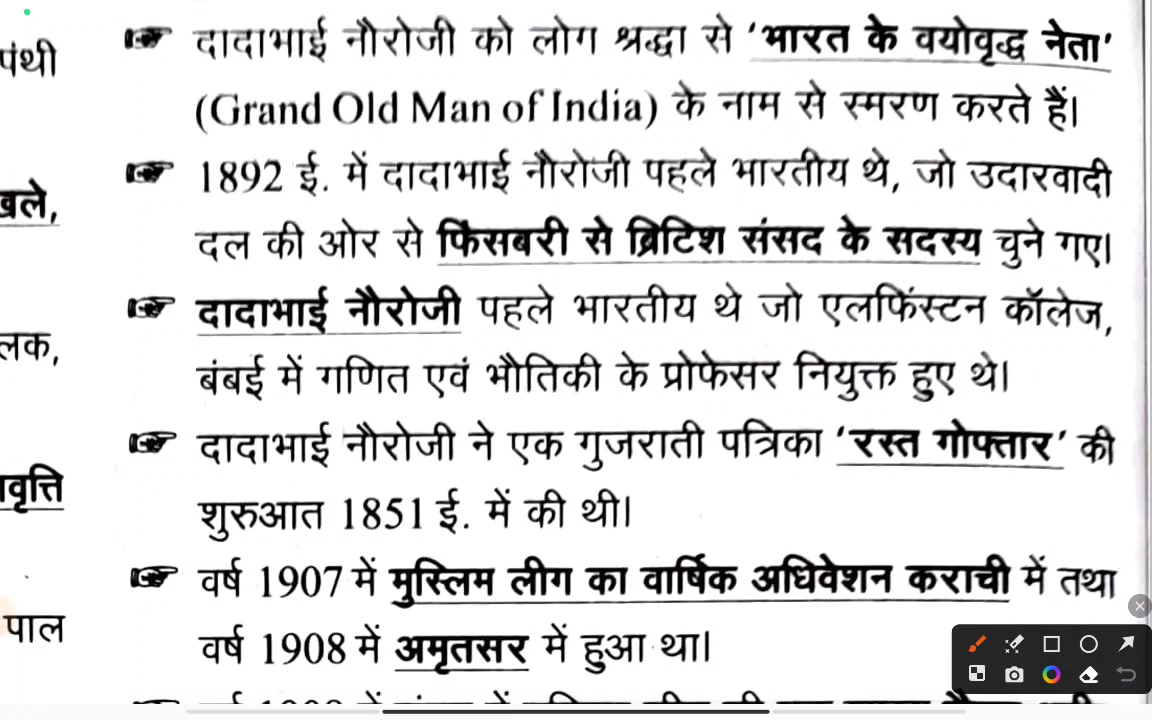 दादाभाई नौरोजी को लोग श्रद्धा से 'भारत के वयोवृद्ध नेता'
(Grand Old Man of India) के नाम से स्मरण करते हैं।
1892 ई. में दादाभाई नौरोजी पहले भारतीय थे, जो उदारवादी
दल की ओर से फिंसबरी से ब्रिटिश संसद के सदस्य चुने गए।
दादाभाई नौरोजी पहले भारतीय थे जो एलफिंस्टन कॉलेज,
बंबई में गणित एवं भौतिकी के प्रोफेसर नियुक्त हुए थे।
दादाभाई नौरोजी ने एक गुजराती पत्रिका 'रस्त गोफ्तार' की
शुरुआत 1851 ई. में की थी।
वर्ष 1907 में मुस्लिम लीग का वार्षिक अधिवेशन कराची में तथा
वर्ष 1908 में अमृतसर में हुआ था।
पंथी
पाल